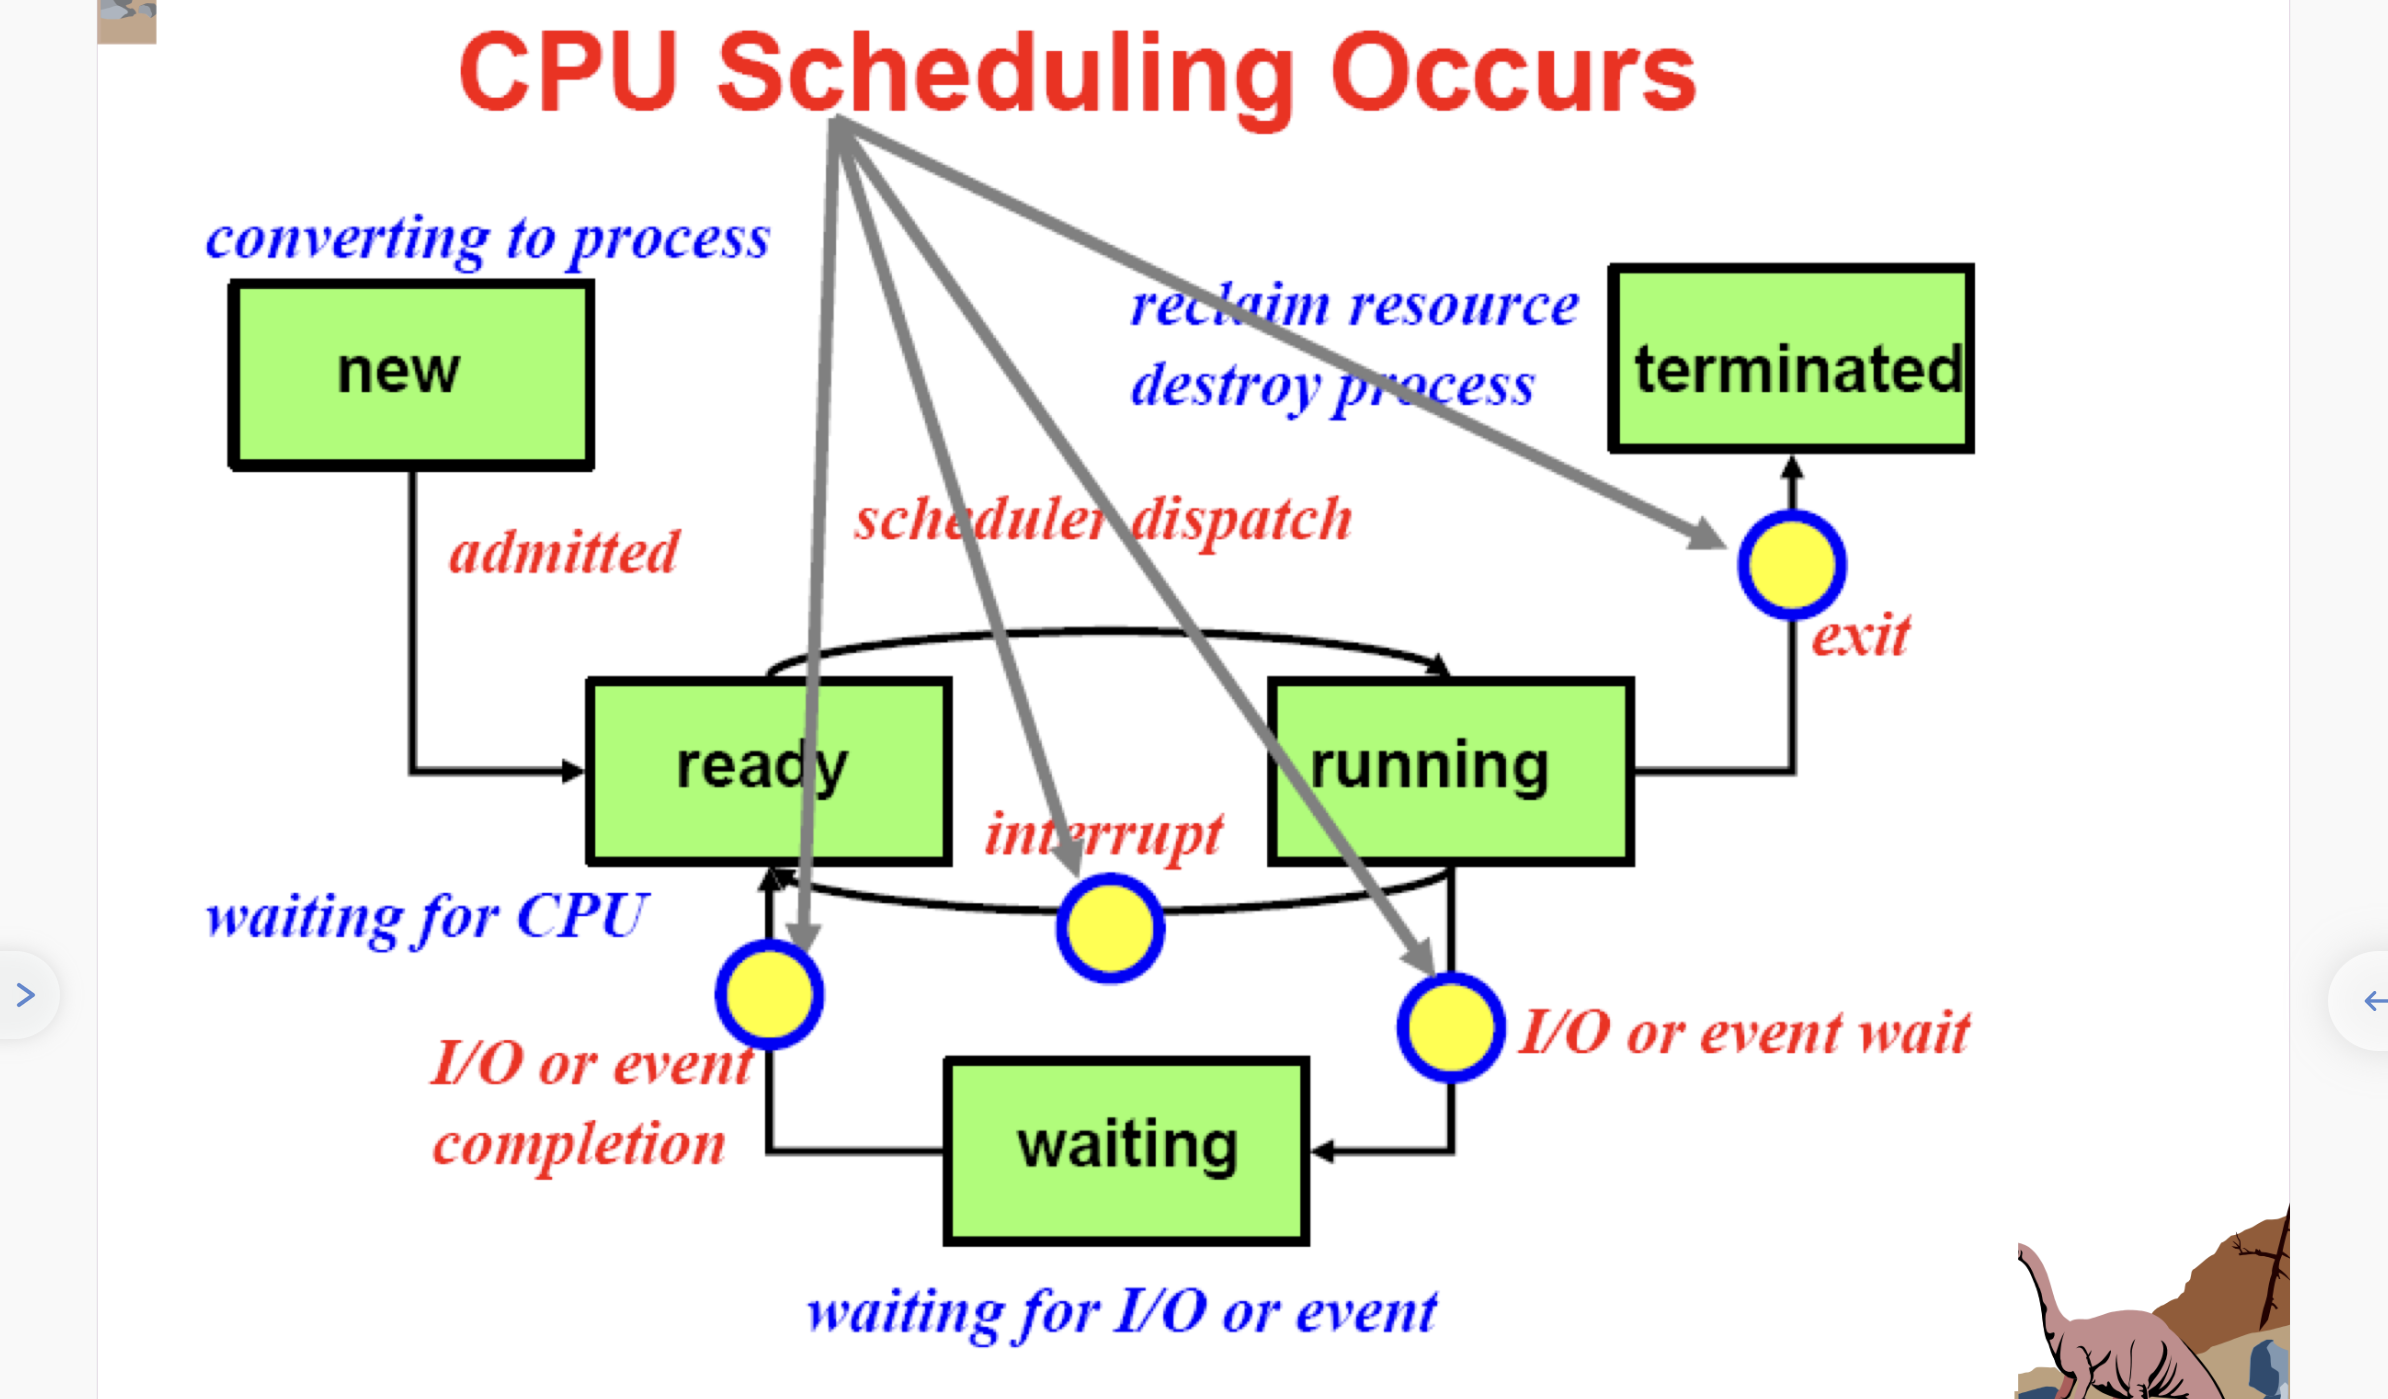 CPU Scheduling Occurs
converting to process
new
reclaim resource
destroy process
terminated
admitted
scheduler dispatch
exit
ready
running
interrupt
waiting for CPU
I/O or event
completion
I/O or event wait
waiting
waiting for I/O or event